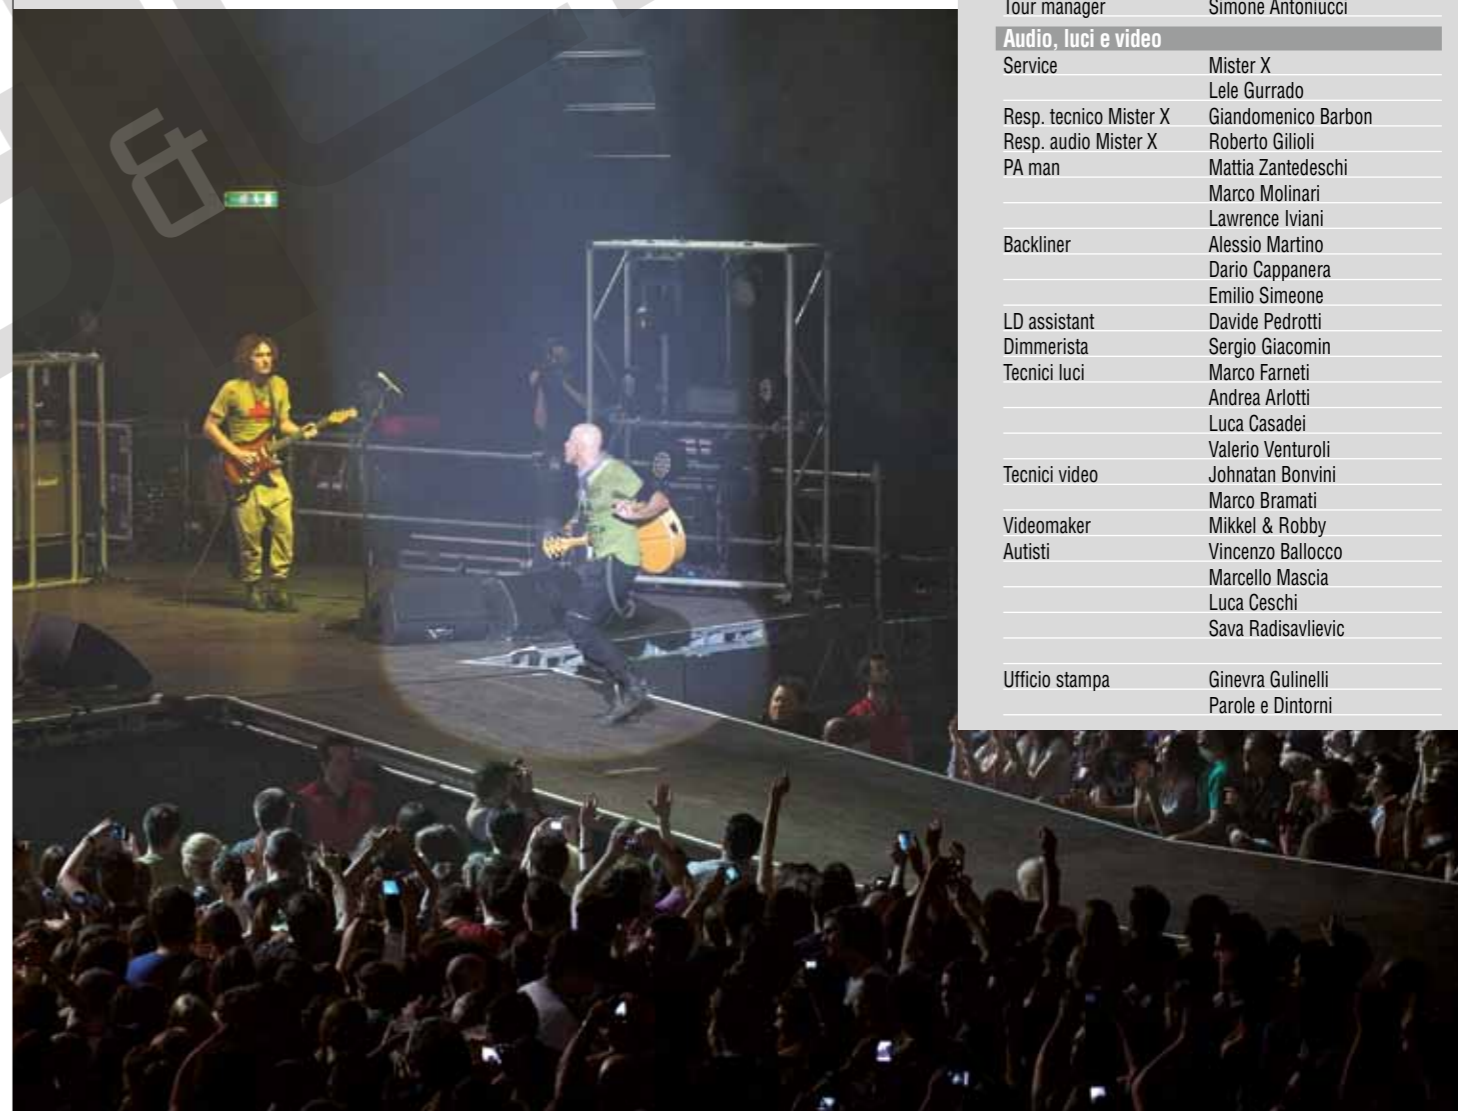 Tour manager Simone Antoniucci
Audio, luci e video
Service Mister X
Lele Gurrado
Resp. tecnico Mister X Giandomenico Barbon
Resp. audio Mister X Roberto Gilioli
PA man Mattia Zantedeschi
Marco Molinari
Lawrence Iviani
Backliner Alessio Martino
Dario Cappanera
Emilio Simeone
LD assistant Davide Pedrotti
Dimmerista Sergio Giacomin
Tecnici luci Marco Farneti
Andrea Arlotti
Luca Casadei
Valerio Venturoli
Tecnici video Johnatan Bonvini
Marco Bramati
Videomaker Mikkel & Robby
Autisti Vincenzo Ballocco
Marcello Mascia
Luca Ceschi
Sava Radisavlievic
Ufficio stampa Ginevra Gulinelli
Parole e Dintorni
&